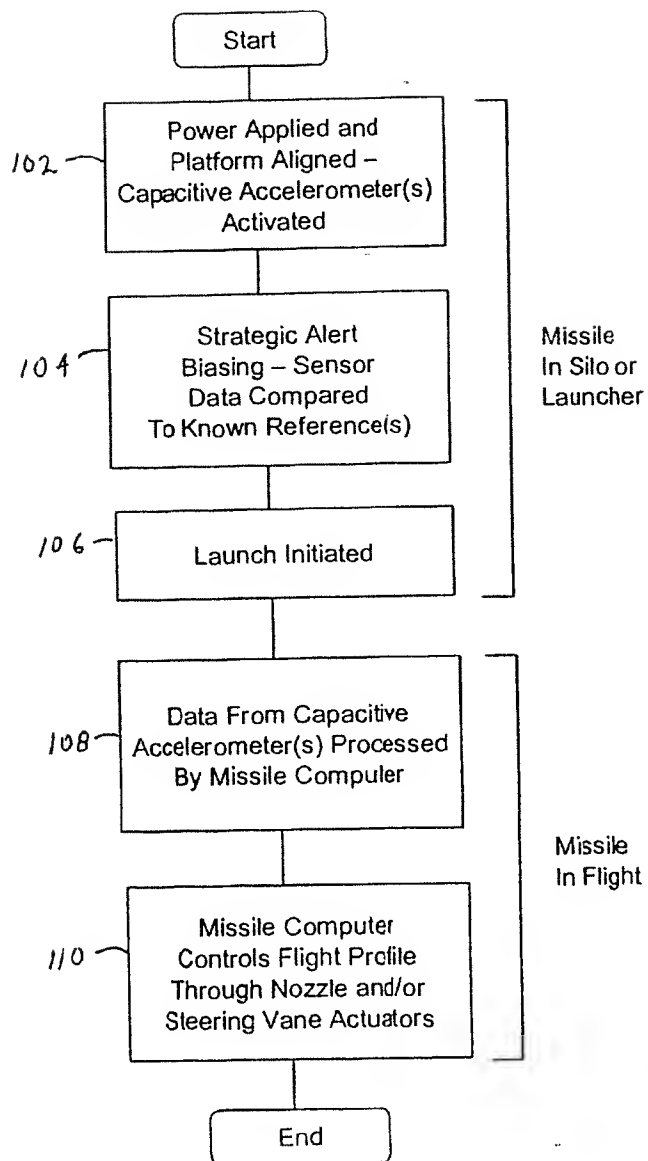 Start
102
Power Applied and
Platform Aligned –
Capacitive Accelerometer(s)
Activated
104
Strategic Alert
Biasing – Sensor
Data Compared
To Known Reference(s)
Missile
In Silo or
Launcher
106
Launch Initiated
108
Data From Capacitive
Accelerometer(s) Processed
By Missile Computer
Missile
In Flight
110
Missile Computer
Controls Flight Profile
Through Nozzle and/or
Steering Vane Actuators
End